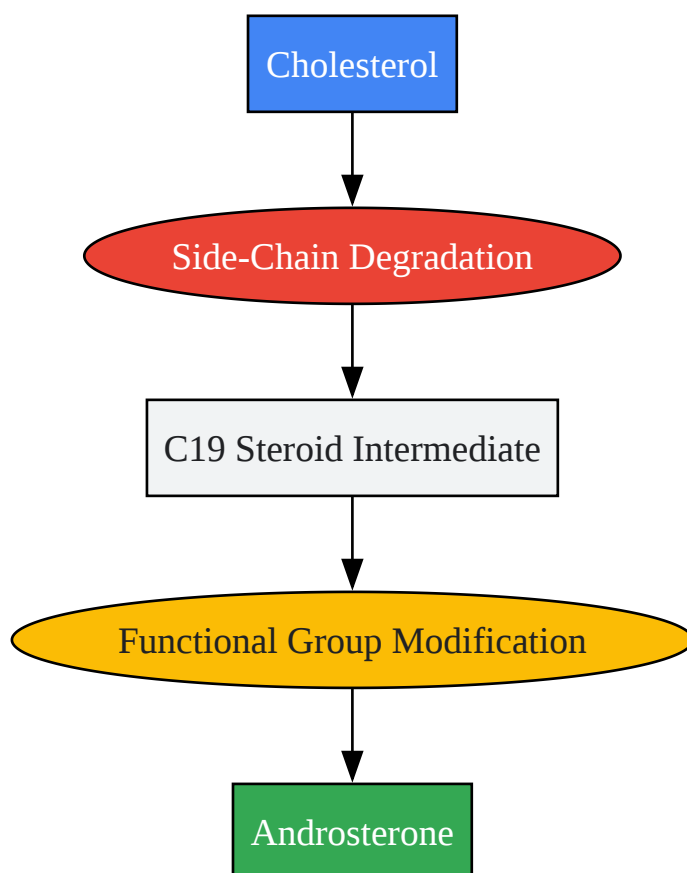 Cholesterol
Side-Chain Degradation
C19 Steroid Intermediate
Functional Group Modification
Androsterone